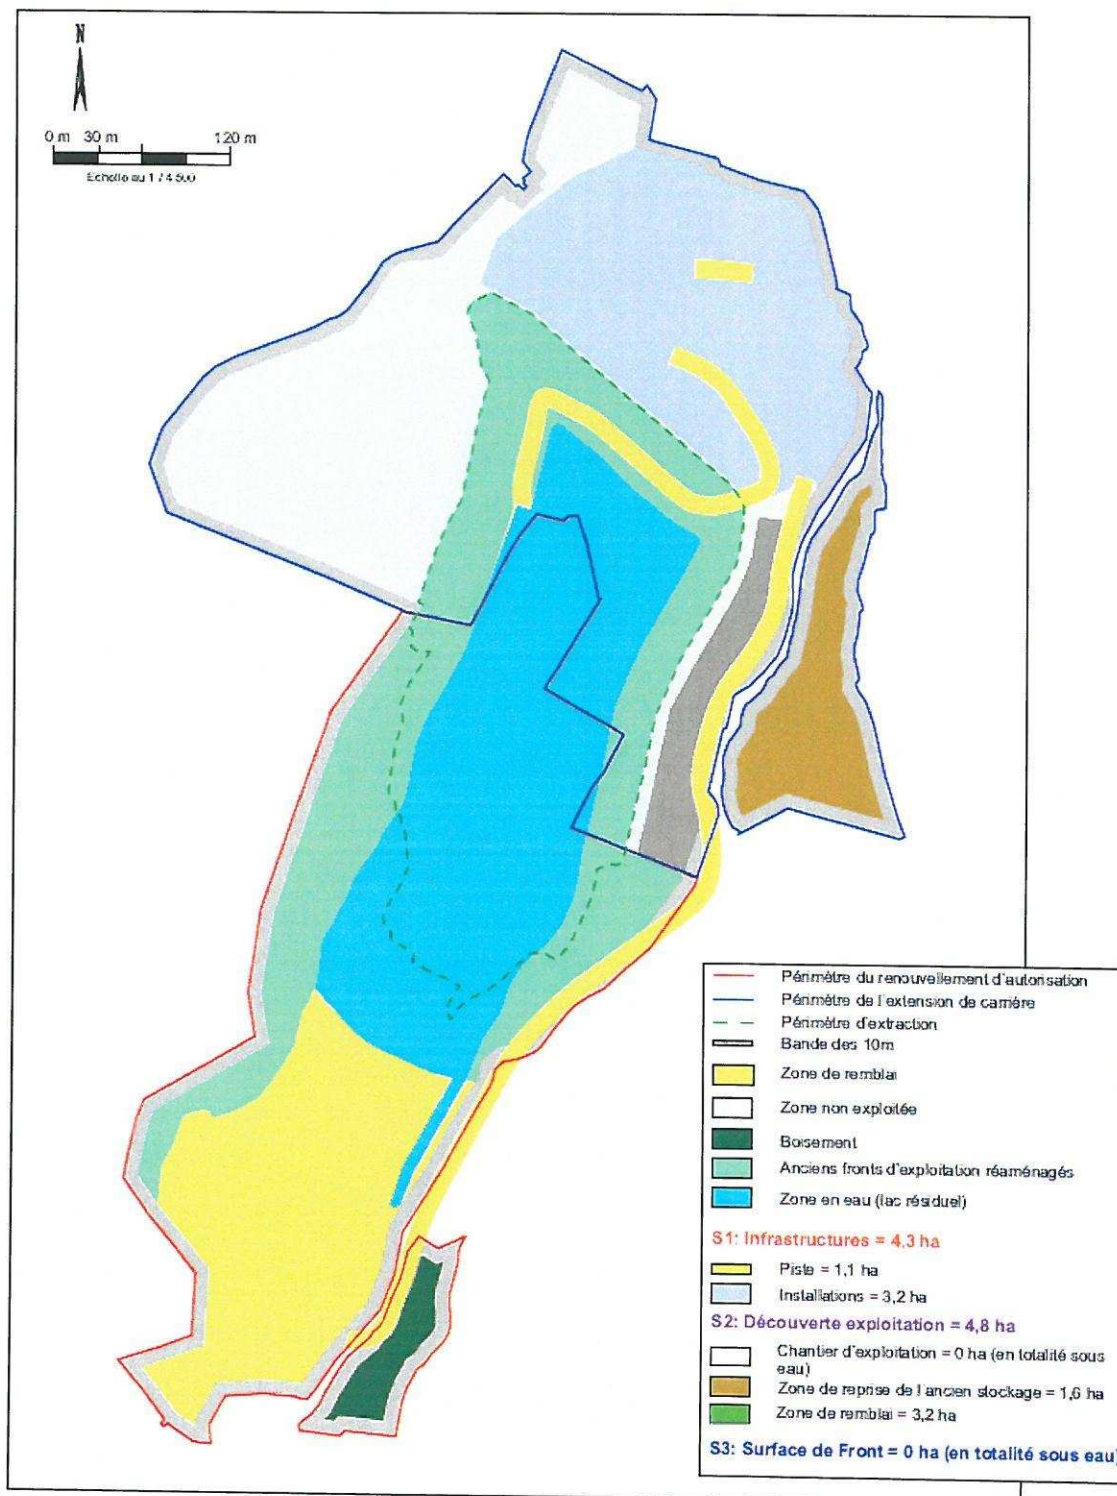 N
0 m 30 m 120 m
Echelle au 1 / 4 500
Périmètre du renouvellement d'autorisation
Périmètre de l'extension de carrière
Périmètre d'extraction
Bande des 10m
Zone de remblai
Zone non exploitée
Boisement
Anciens fronts d'exploitation réaménagés
Zone en eau (lac résiduel)
S1: Infrastructures = 4,3 ha
Piste = 1,1 ha
Installations = 3,2 ha
S2: Découverte exploitation = 4,8 ha
Chantier d'exploitation = 0 ha (en totalité sous
eau)
Zone de reprise de l'ancien stockage = 1,6 ha
Zone de remblai = 3,2 ha
S3: Surface de Front = 0 ha (en totalité sous eau)